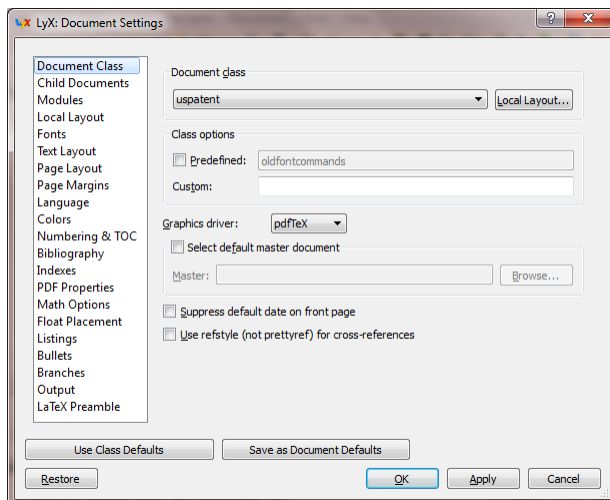 LyX: Document Settings
?
Document Class
Child Documents
Modules
Local Layout
Fonts
Text Layout
Page Layout
Page Margins
Language
Colors
Numbering & TOC
Bibliography
Indexes
PDF Properties
Math Options
Float Placement
Listings
Bullets
Branches
Output
LaTeX Preamble
Document class
uspatent
Local Layout...
Class options
Predefined: oldfontcommands
Custom:
Graphics driver: pdfTeX
Select default master document
Master: Browse...
Suppress default date on front page
Use refstyle (not prettyref) for cross-references
Use Class Defaults Save as Document Defaults
Restore OK Apply Cancel